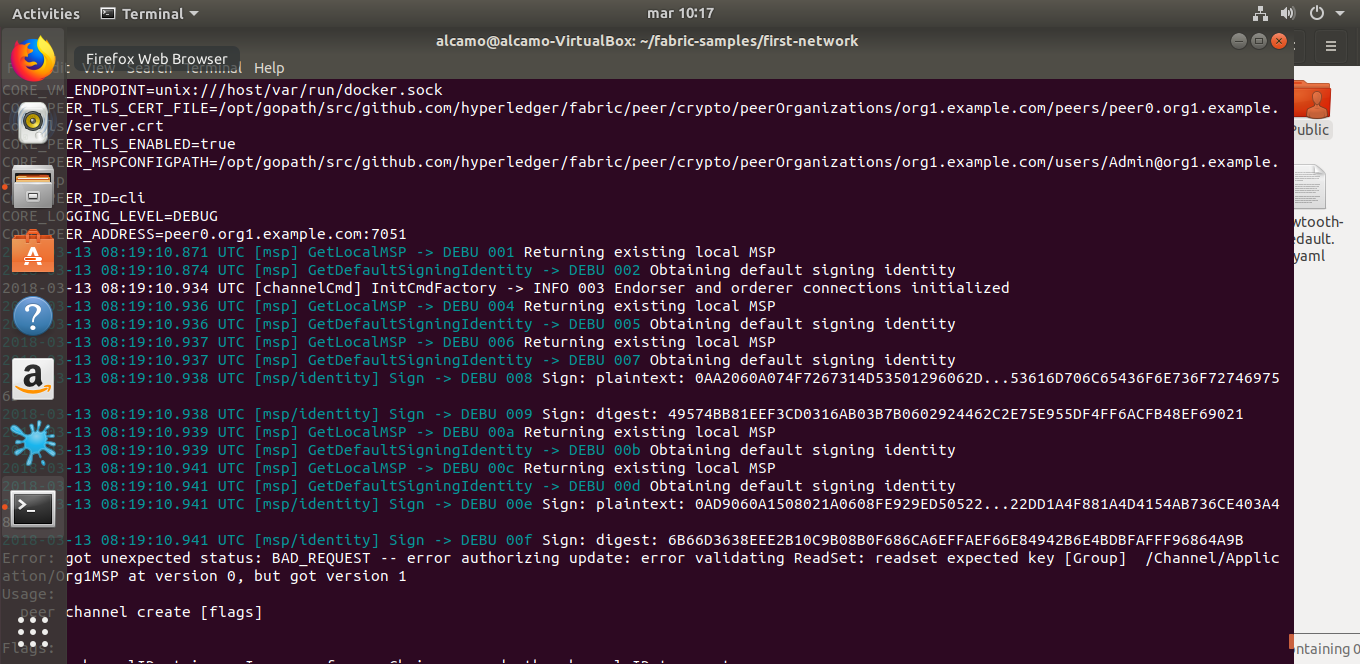 Activities Terminal mar 10:17
alcamo@alcamo-VirtualBox: ~/fabric-samples/first-network
Firefox Web Browser
View Search Terminal Help
CORE_VM_ENDPOINT=unix:///host/var/run/docker.sock
CORE_PEER_TLS_CERT_FILE=/opt/gopath/src/github.com/hyperledger/fabric/peer/crypto/peerOrganizations/org1.example.com/peers/peer0.org1.example.
/server.crt
CORE_PEER_TLS_ENABLED=true
CORE_PEER_MSPCONFIGPATH=/opt/gopath/src/github.com/hyperledger/fabric/peer/crypto/peerOrganizations/org1.example.com/users/Admin@org1.example.
CORE_PEER_ID=cli
CORE_LOGGING_LEVEL=DEBUG
CORE_PEER_ADDRESS=peer0.org1.example.com:7051
2018-03-13 08:19:10.871 UTC [msp] GetLocalMSP -> DEBU 001 Returning existing local MSP
2018-03-13 08:19:10.874 UTC [msp] GetDefaultSigningIdentity -> DEBU 002 Obtaining default signing identity
2018-03-13 08:19:10.934 UTC [channelCmd] InitCmdFactory -> INFO 003 Endorser and orderer connections initialized
2018-03-13 08:19:10.936 UTC [msp] GetLocalMSP -> DEBU 004 Returning existing local MSP
2018-03-13 08:19:10.936 UTC [msp] GetDefaultSigningIdentity -> DEBU 005 Obtaining default signing identity
2018-03-13 08:19:10.937 UTC [msp] GetLocalMSP -> DEBU 006 Returning existing local MSP
2018-03-13 08:19:10.937 UTC [msp] GetDefaultSigningIdentity -> DEBU 007 Obtaining default signing identity
2018-03-13 08:19:10.938 UTC [msp/identity] Sign -> DEBU 008 Sign: plaintext: 0AA2060A074F7267314D53501296062D...53616D706C65436F6E736F72746975
2018-03-13 08:19:10.938 UTC [msp/identity] Sign -> DEBU 009 Sign: digest: 49574BB81EEF3CD0316AB03B7B0602924462C2E75E955DF4FF6ACFB48EF69021
2018-03-13 08:19:10.939 UTC [msp] GetLocalMSP -> DEBU 00a Returning existing local MSP
2018-03-13 08:19:10.939 UTC [msp] GetDefaultSigningIdentity -> DEBU 00b Obtaining default signing identity
2018-03-13 08:19:10.941 UTC [msp] GetLocalMSP -> DEBU 00c Returning existing local MSP
2018-03-13 08:19:10.941 UTC [msp] GetDefaultSigningIdentity -> DEBU 00d Obtaining default signing identity
2018-03-13 08:19:10.941 UTC [msp/identity] Sign -> DEBU 00e Sign: plaintext: 0AD9060A1508021A0608FE929ED50522...22DD1A4F881A4D4154AB736CE403A4
2018-03-13 08:19:10.941 UTC [msp/identity] Sign -> DEBU 00f Sign: digest: 6B66D3638EEE2B10C9B08B0F686CA6EFFAEF66E84942B6E4BDBFAFFF96864A9B
Error: got unexpected status: BAD_REQUEST -- error authorizing update: error validating ReadSet: readset expected key [Group]  /Channel/Applic
ation/Org1MSP at version 0, but got version 1
Usage:
peer channel create [flags]
Flags:
Public
wtooth-
edault.
yaml
ntaining 0